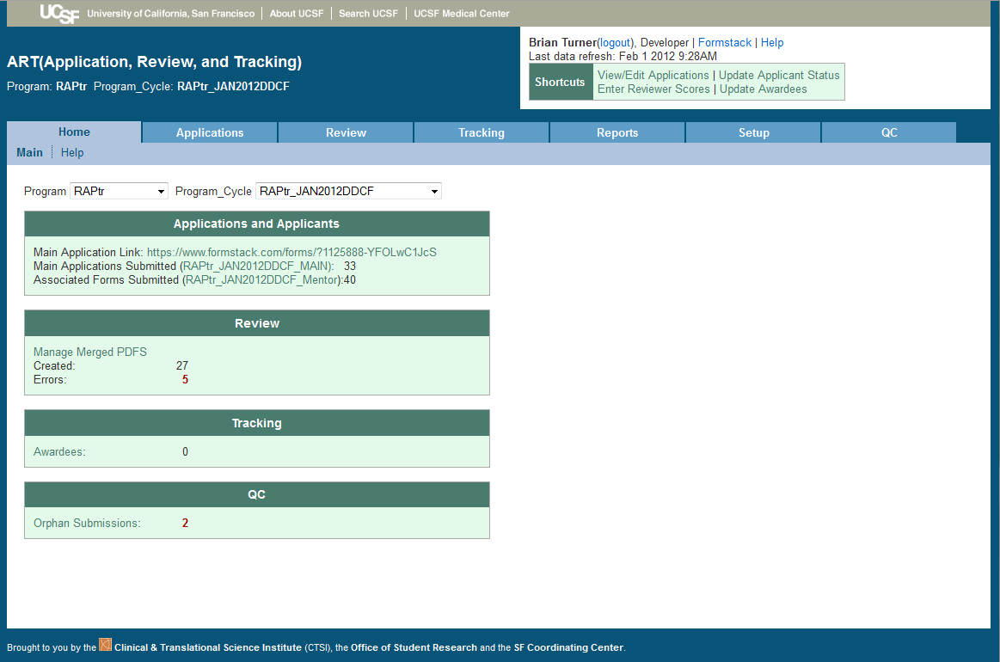 UCSF University of California, San Francisco | About UCSF | Search UCSF | UCSF Medical Center
ART(Application, Review, and Tracking)
Program: RAPtr Program_Cycle: RAPtr_JAN2012DDCF
Brian Turner(logout), Developer | Formstack | Help
Last data refresh: Feb 1 2012 9:28AM
Shortcuts
View/Edit Applications | Update Applicant Status
Enter Reviewer Scores | Update Awardees
Home Applications Review Tracking Reports Setup QC
Main Help
Program RAPtr Program_Cycle RAPtr_JAN2012DDCF
Applications and Applicants
Main Application Link: https://www.formstack.com/forms/?1125888-YFOLwC1JcS
Main Applications Submitted (RAPtr_JAN2012DDCF_MAIN): 33
Associated Forms Submitted (RAPtr_JAN2012DDCF_Mentor):40
Review
Manage Merged PDFS
Created: 27
Errors: 5
Tracking
Awardees: 0
QC
Orphan Submissions: 2
Brought to you by the Clinical & Translational Science Institute (CTSI), the Office of Student Research and the SF Coordinating Center.